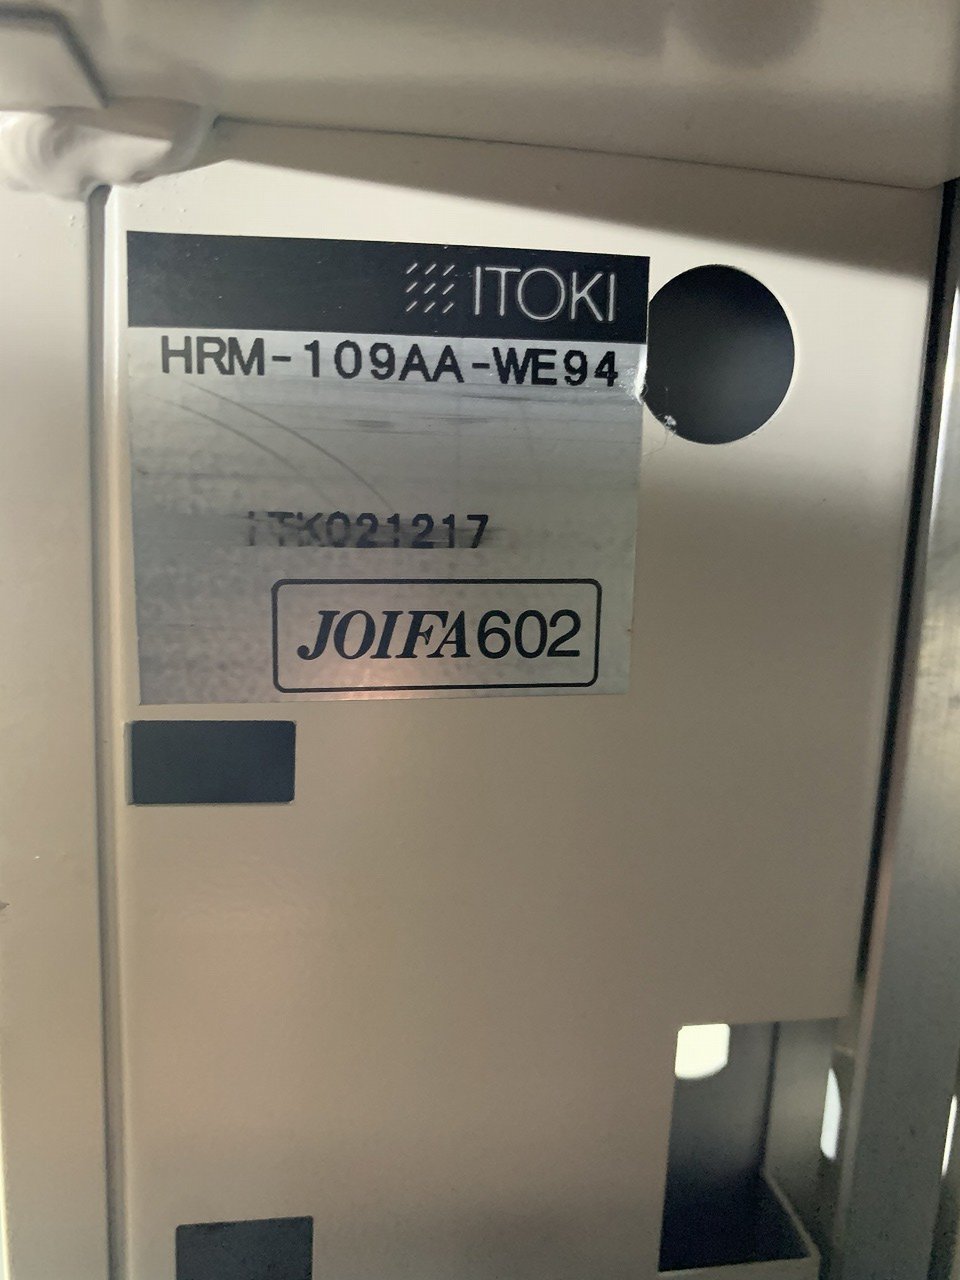 ITOKI
HRM-109AA-WE94
ITK021217
JOIFA602